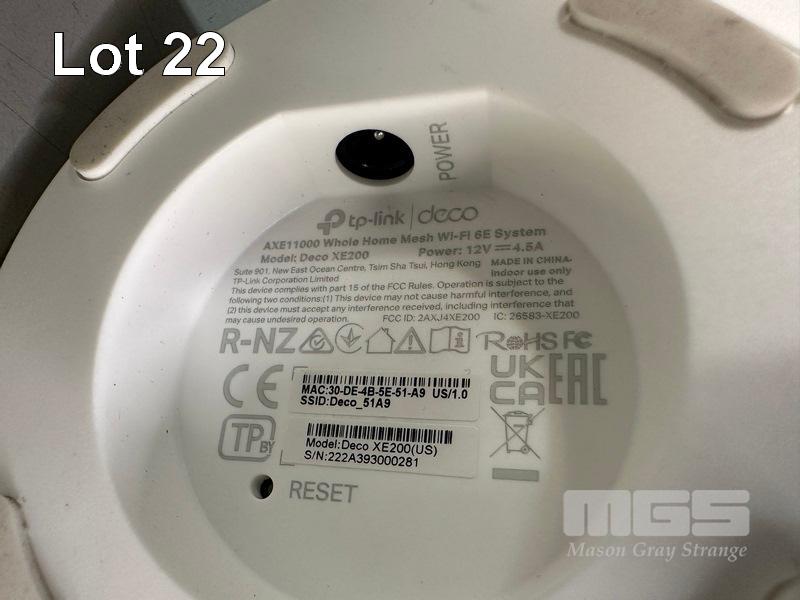 Lot 22
POWER
tp-link | deco
AXE11000 Whole Home Mesh Wi-Fi 6E System
Model: Deco XE200 Power: 12V⎓4.5A
Suite 901, New East Ocean Centre, Tsim Sha Tsui, Hong Kong MADE IN CHINA
TP-Link Corporation Limited Indoor use only
This device complies with part 15 of the FCC Rules. Operation is subject to the
following two conditions:(1) This device may not cause harmful interference, and
(2) this device must accept any interference received, including interference that
may cause undesired operation. FCC ID: 2AXJ4XE200 IC: 26583-XE200
R-NZ RoHS FC
CE UK CA EAC
MAC:30-DE-4B-5E-51-A9 US/1.0
SSID:Deco_51A9
TP BY
Model:Deco XE200(US)
S/N:222A393000281
RESET
MGS
Mason Gray Strange